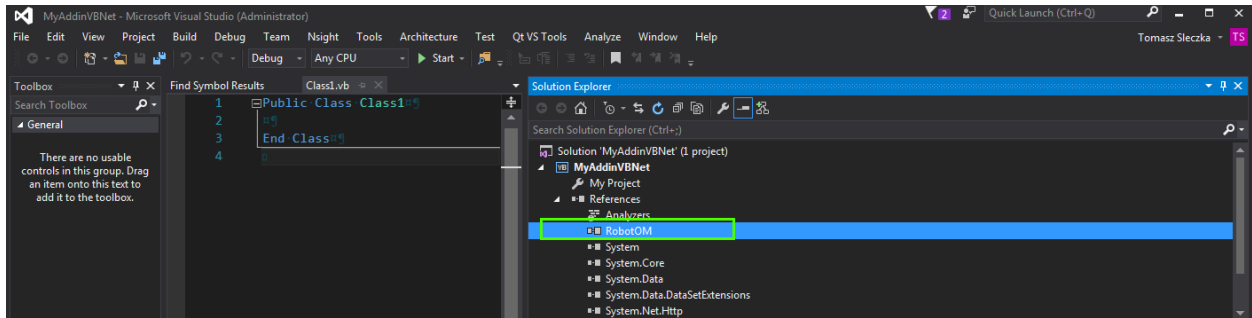 MyAddinVBNet - Microsoft Visual Studio (Administrator)
2
Quick Launch (Ctrl+Q)
File Edit View Project Build Debug Team Nsight Tools Architecture Test Qt VS Tools Analyze Window Help
Tomasz Sleczka TS
Debug Any CPU Start
Toolbox
Search Toolbox
General
There are no usable
controls in this group. Drag
an item onto this text to
add it to the toolbox.
Find Symbol Results Class1.vb
1 Public Class Class1
2
3 End Class
4
Solution Explorer
Search Solution Explorer (Ctrl+;)
Solution 'MyAddinVBNet' (1 project)
VB MyAddinVBNet
My Project
References
Analyzers
RobotOM
System
System.Core
System.Data
System.Data.DataSetExtensions
System.Net.Http